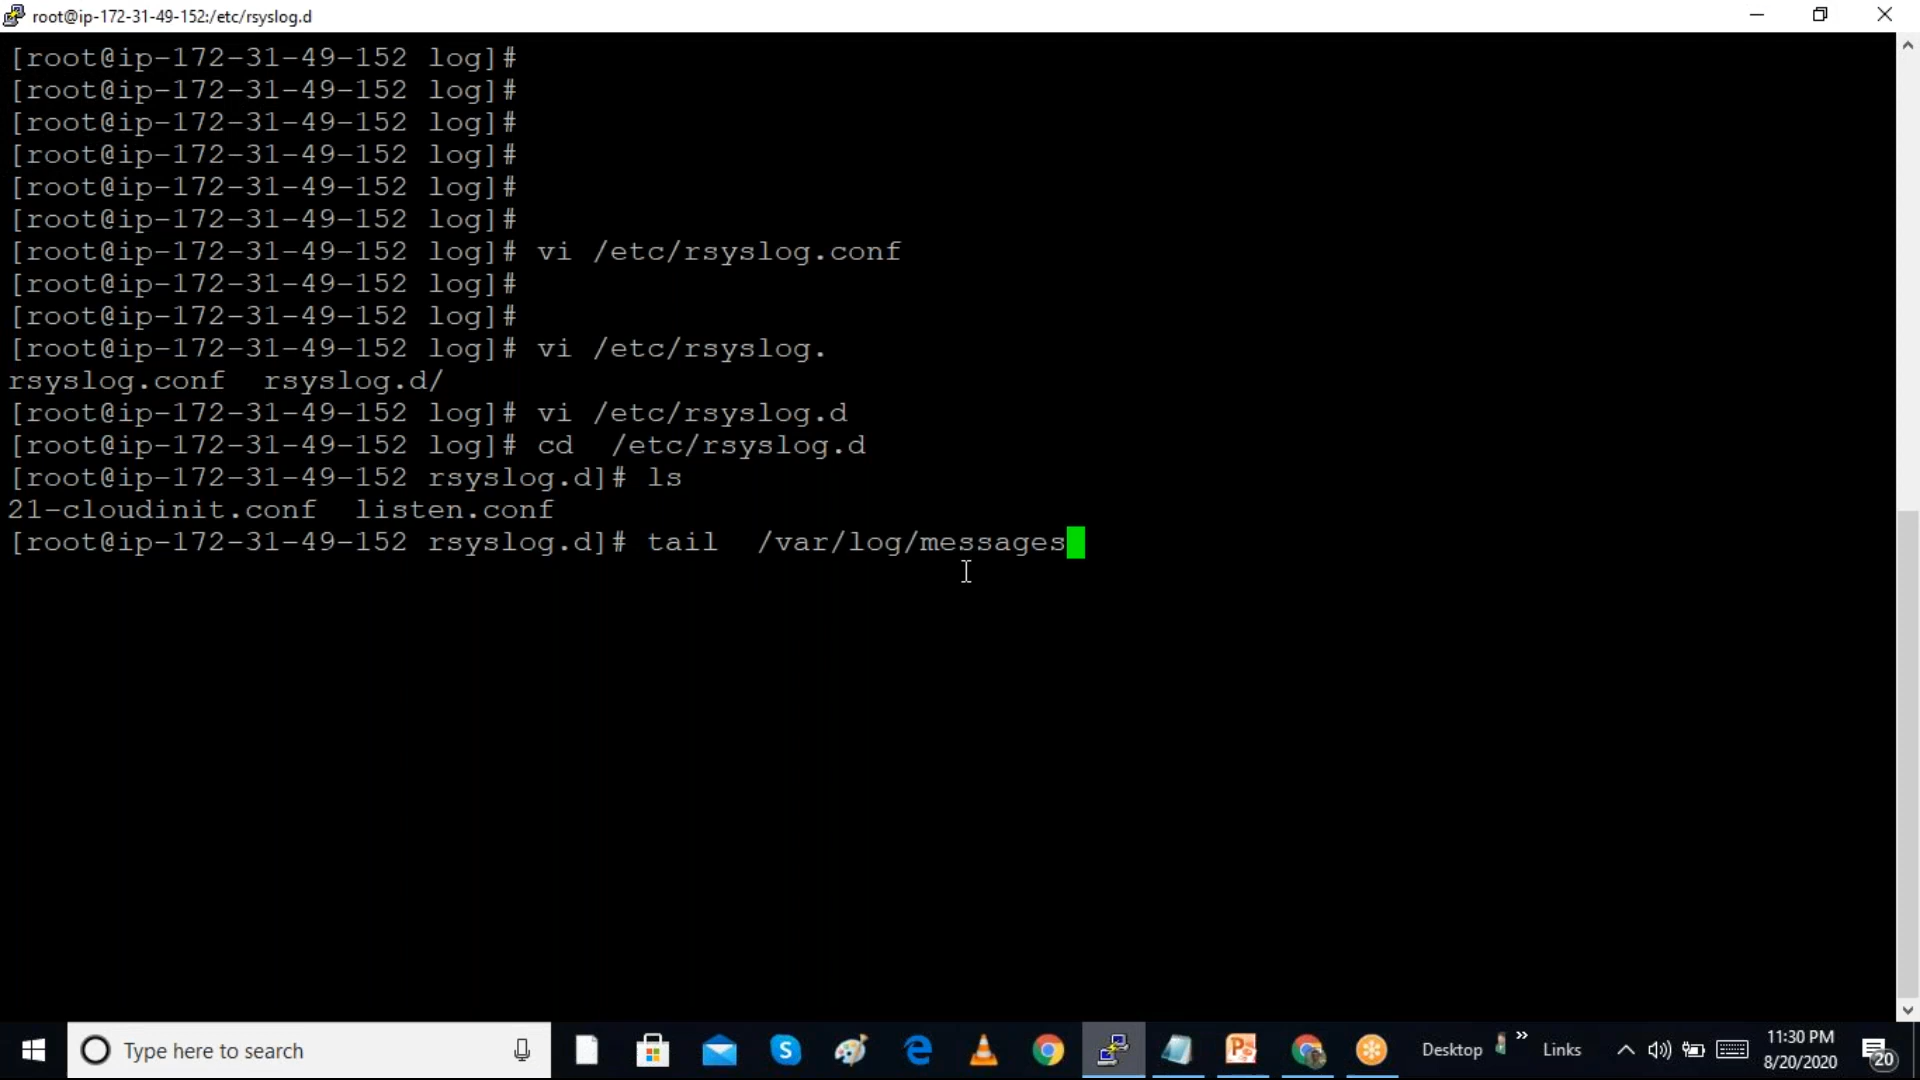 root@ip-172-31-49-152:/etc/rsyslog.d
[root@ip-172-31-49-152 log]#
[root@ip-172-31-49-152 log]#
[root@ip-172-31-49-152 log]#
[root@ip-172-31-49-152 log]#
[root@ip-172-31-49-152 log]#
[root@ip-172-31-49-152 log]#
[root@ip-172-31-49-152 log]# vi /etc/rsyslog.conf
[root@ip-172-31-49-152 log]#
[root@ip-172-31-49-152 log]#
[root@ip-172-31-49-152 log]# vi /etc/rsyslog.
rsyslog.conf  rsyslog.d/
[root@ip-172-31-49-152 log]# vi /etc/rsyslog.d
[root@ip-172-31-49-152 log]# cd  /etc/rsyslog.d
[root@ip-172-31-49-152 rsyslog.d]# ls
21-cloudinit.conf  listen.conf
[root@ip-172-31-49-152 rsyslog.d]# tail  /var/log/messages
Type here to search
Desktop
Links
11:30 PM
8/20/2020
20